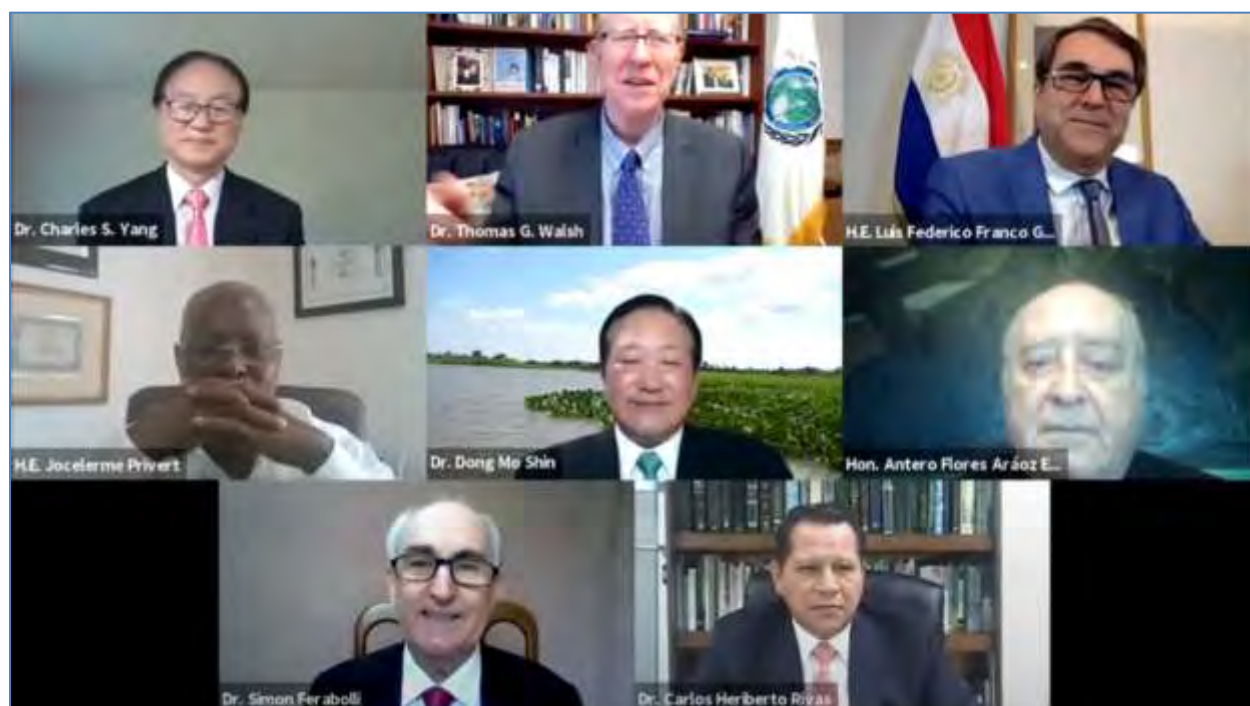 Dr. Charles S. Yang
Dr. Thomas G. Walsh
H.E. Luis Federico Franco G...
H.E. Jocelerme Privert
Dr. Dong Mo Shin
Hon. Antero Flores Aráoz E...
Dr. Simon Ferabolli
Dr. Carlos Heriberto Rivas